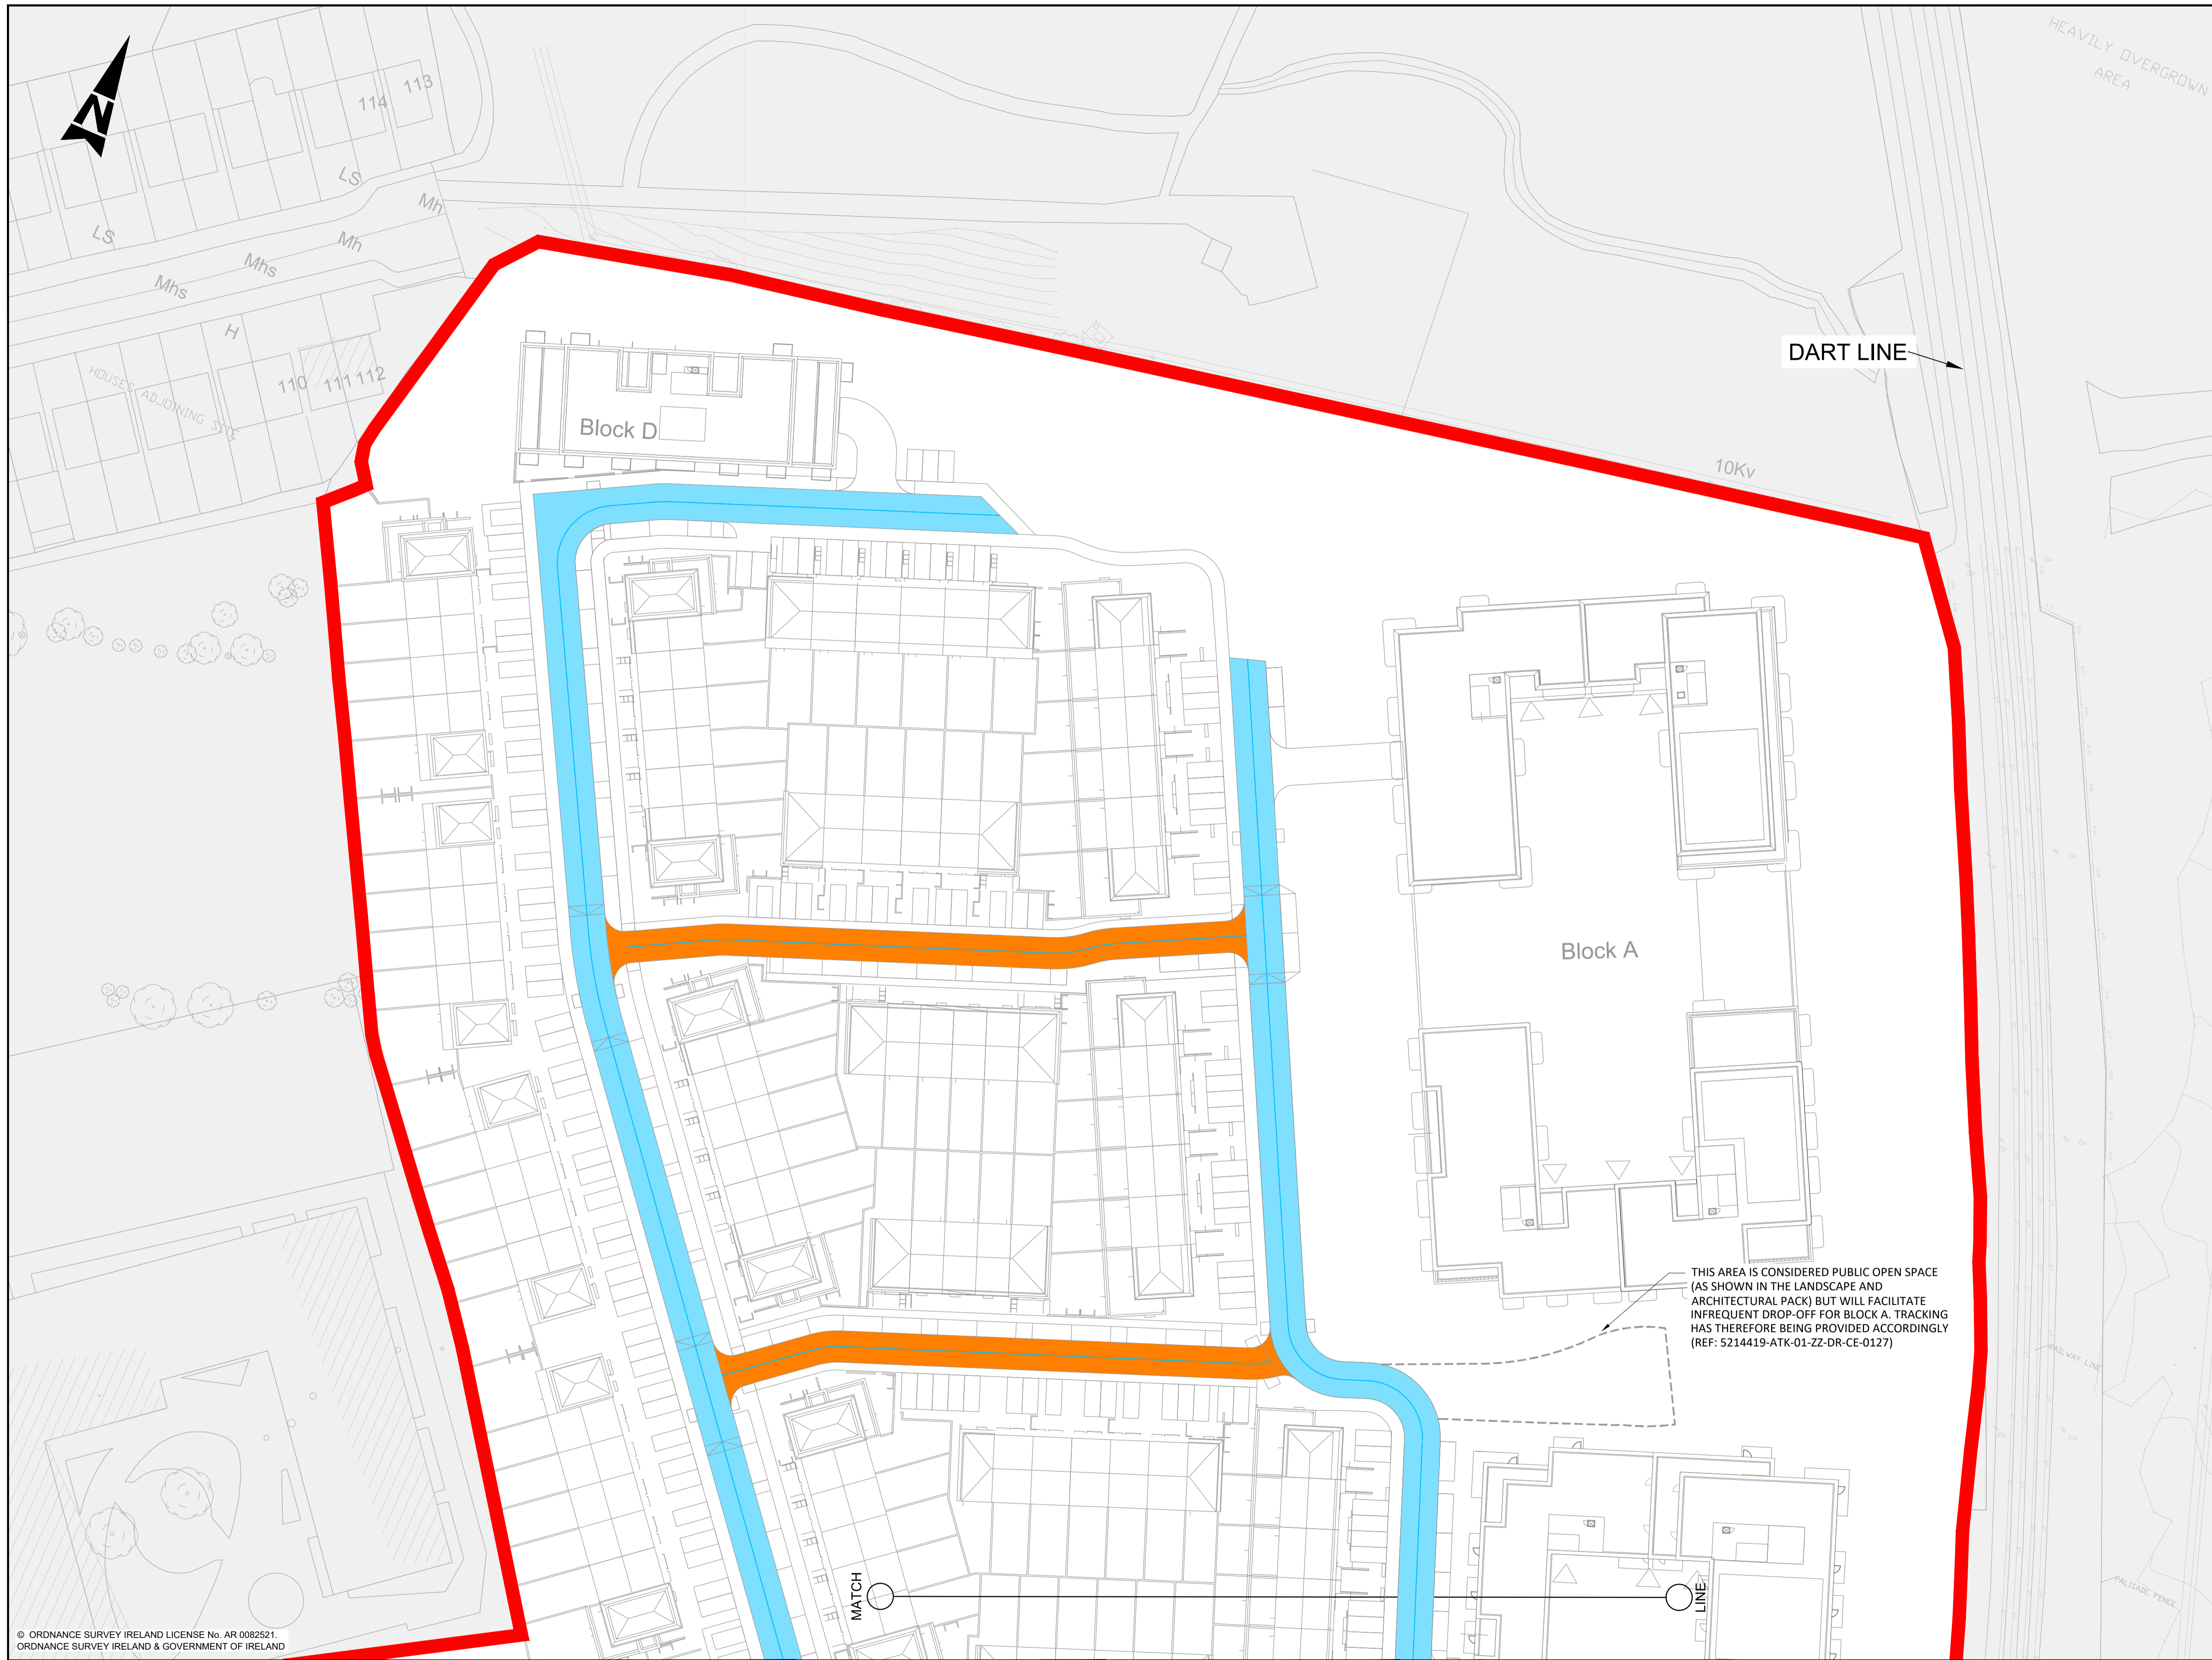 HEAVILY OVERGROWN
AREA
N
114
113
LS
LS
Mh
Mh
Mhs
Mhs
H
110
111
112
HOUSES ADJOINING SITE
DART LINE
10Kv
Block D
Block A
THIS AREA IS CONSIDERED PUBLIC OPEN SPACE
(AS SHOWN IN THE LANDSCAPE AND
ARCHITECTURAL PACK) BUT WILL FACILITATE
INFREQUENT DROP-OFF FOR BLOCK A. TRACKING
HAS THEREFORE BEING PROVIDED ACCORDINGLY
(REF: 5214419-ATK-01-ZZ-DR-CE-0127)
RAILWAY LINE
PALISADE FENCE
MATCH
LINE
© ORDNANCE SURVEY IRELAND LICENSE No. AR 0082521.
ORDNANCE SURVEY IRELAND & GOVERNMENT OF IRELAND